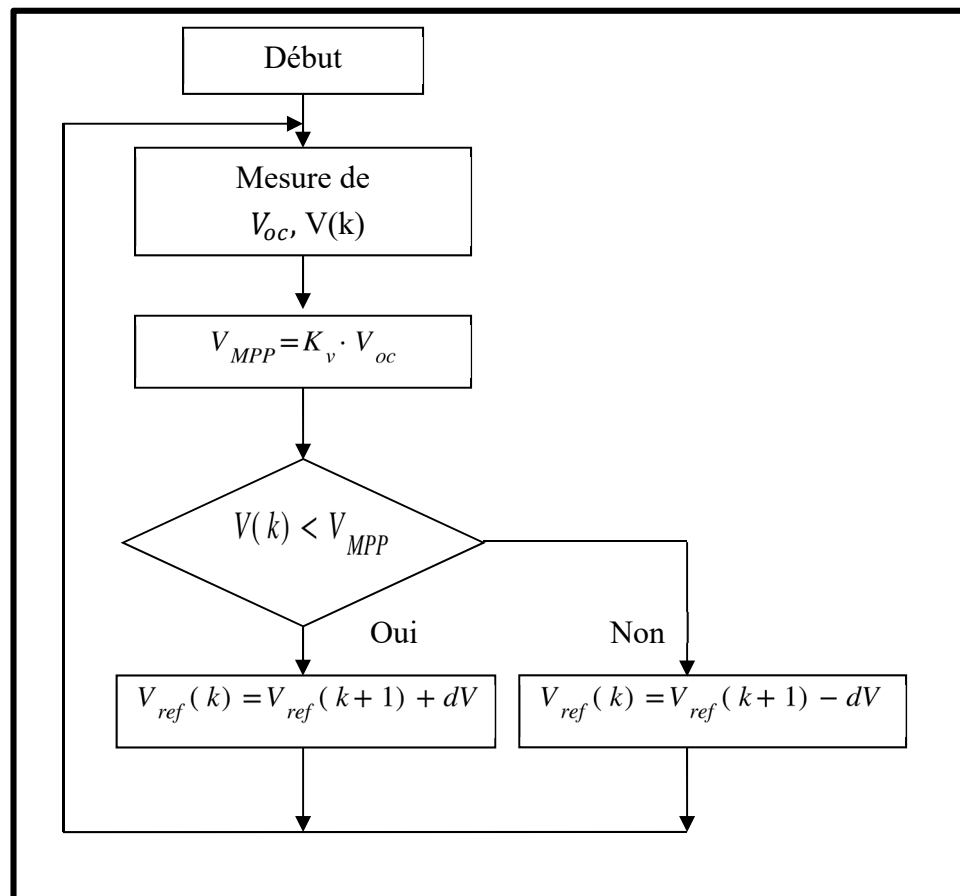 Début
Mesure de
V_oc, V(k)
V_MPP = K_v · V_oc
V(k) < V_MPP
Oui
Non
V_ref(k) = V_ref(k+1) + dV
V_ref(k) = V_ref(k+1) − dV